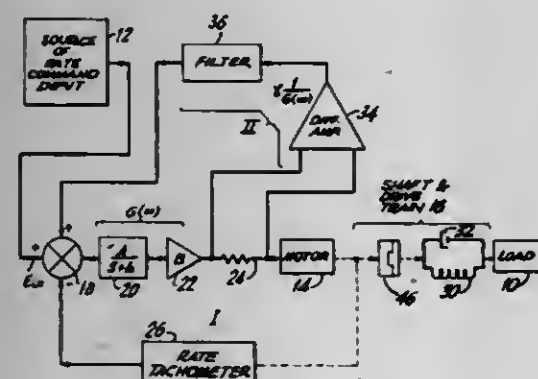 SOURCE
OF
RATE
COMMAND
INPUT
12
36
FILTER
γ 1/G(∞)
DIFF.
AMP.
34
II
SHAFT &
DRIVE
TRAIN 16
G(∞)
+
+
-
18
A/S+b
20
B
22
24
MOTOR
14
46
32
30
LOAD
10
I
26
RATE
TACHOMETER